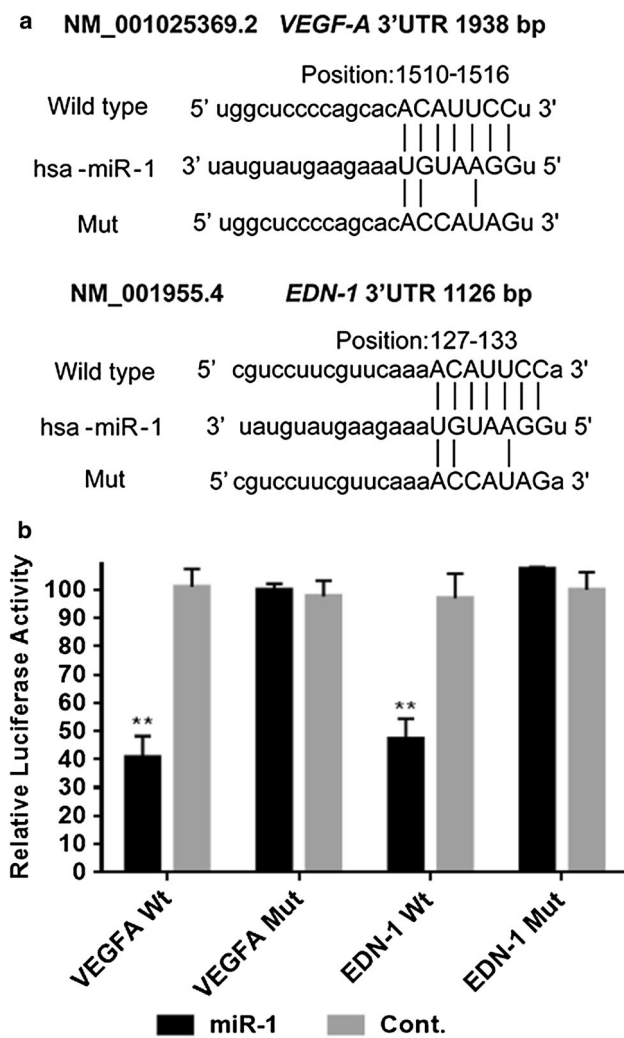 a NM_001025369.2 VEGF-A 3'UTR 1938 bp
Position:1510-1516
Wild type 5' uggcuccccagcacACAUUCCu 3'
hsa-miR-1 3' uauguaugaagaaaUGUAAGGu 5'
Mut 5' uggcuccccagcacACCAUAGu 3'
NM_001955.4 EDN-1 3'UTR 1126 bp
Position:127-133
Wild type 5' cguccuucguucaaaACAUUCCa 3'
hsa-miR-1 3' uauguaugaagaaaUGUAAGGu 5'
Mut 5' cguccuucguucaaaACCAUAGa 3'
b
Relative Luciferase Activity
100
90
80
70
60
50
40
30
20
10
0
**
**
VEGFA Wt
VEGFA Mut
EDN-1 Wt
EDN-1 Mut
miR-1 Cont.